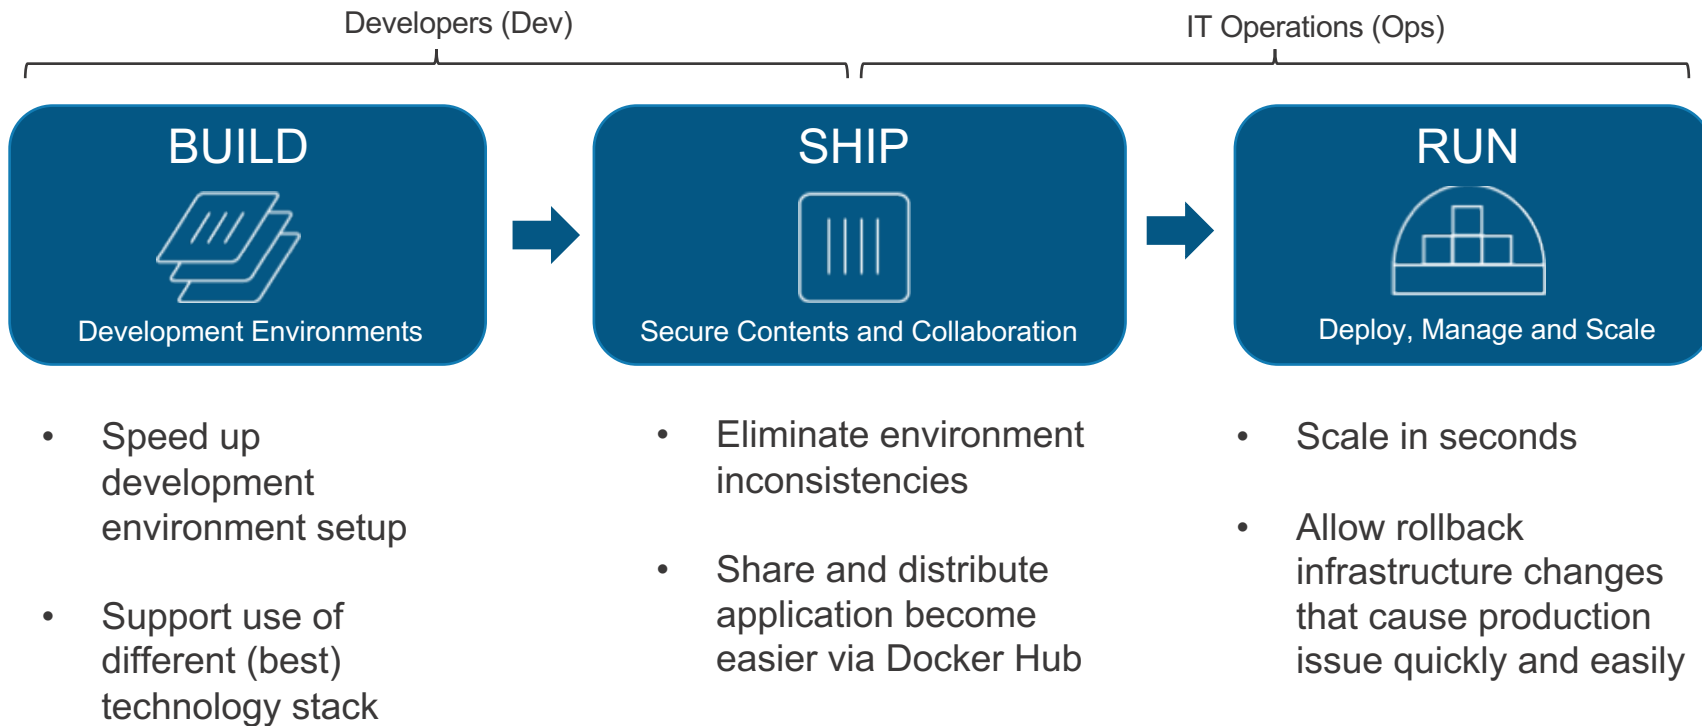 Developers (Dev)
IT Operations (Ops)
BUILD
Development Environments
SHIP
Secure Contents and Collaboration
RUN
Deploy, Manage and Scale
• Speed up
development
environment setup
• Support use of
different (best)
technology stack
• Eliminate environment
inconsistencies
• Share and distribute
application become
easier via Docker Hub
• Scale in seconds
• Allow rollback
infrastructure changes
that cause production
issue quickly and easily